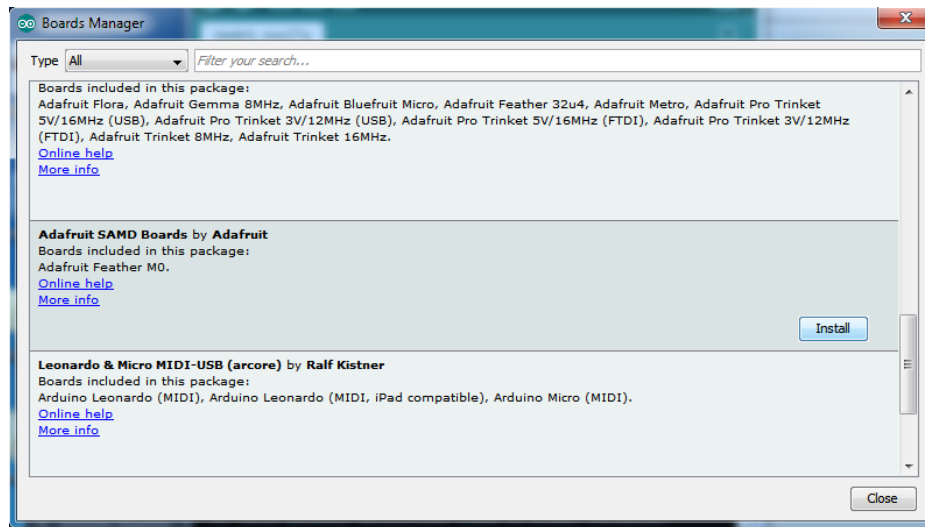 Boards Manager
Type All Filter your search...
Boards included in this package:
Adafruit Flora, Adafruit Gemma 8MHz, Adafruit Bluefruit Micro, Adafruit Feather 32u4, Adafruit Metro, Adafruit Pro Trinket
5V/16MHz (USB), Adafruit Pro Trinket 3V/12MHz (USB), Adafruit Pro Trinket 5V/16MHz (FTDI), Adafruit Pro Trinket 3V/12MHz
(FTDI), Adafruit Trinket 8MHz, Adafruit Trinket 16MHz.
Online help
More info
Adafruit SAMD Boards by Adafruit
Boards included in this package:
Adafruit Feather M0.
Online help
More info
Install
Leonardo & Micro MIDI-USB (arcore) by Ralf Kistner
Boards included in this package:
Arduino Leonardo (MIDI), Arduino Leonardo (MIDI, iPad compatible), Arduino Micro (MIDI).
Online help
More info
Close